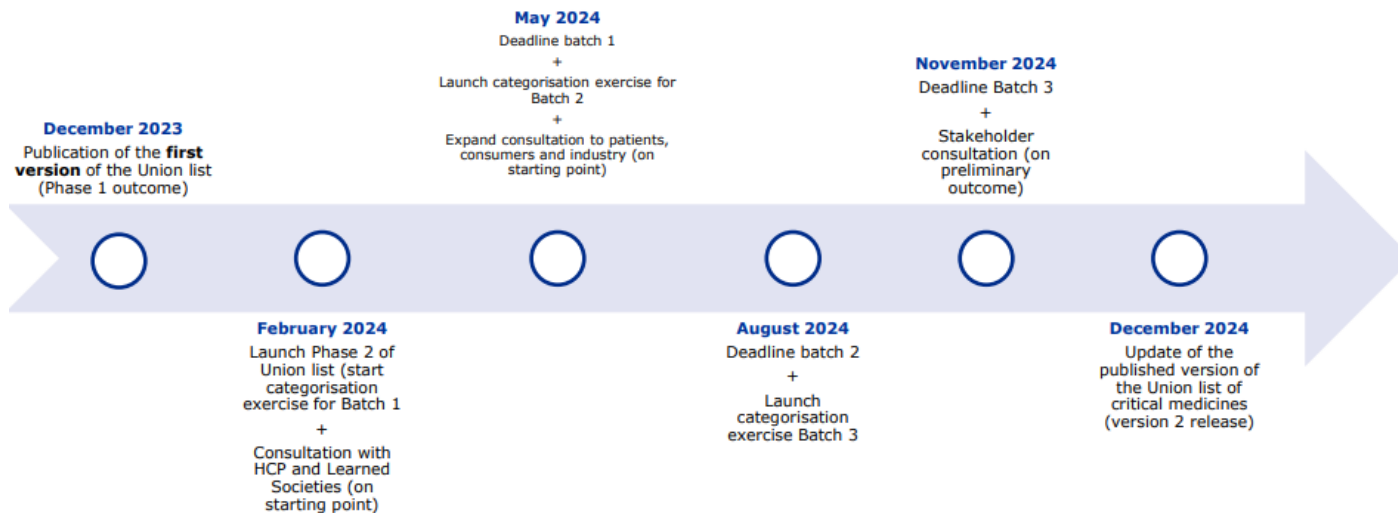 December 2023
Publication of the first
version of the Union list
(Phase 1 outcome)
February 2024
Launch Phase 2 of
Union list (start
categorisation
exercise for Batch 1
+
Consultation with
HCP and Learned
Societies (on
starting point)
May 2024
Deadline batch 1
+
Launch categorisation exercise for
Batch 2
+
Expand consultation to patients,
consumers and industry (on
starting point)
August 2024
Deadline batch 2
+
Launch
categorisation
exercise Batch 3
November 2024
Deadline Batch 3
+
Stakeholder
consultation (on
preliminary
outcome)
December 2024
Update of the
published version of
the Union list of
critical medicines
(version 2 release)